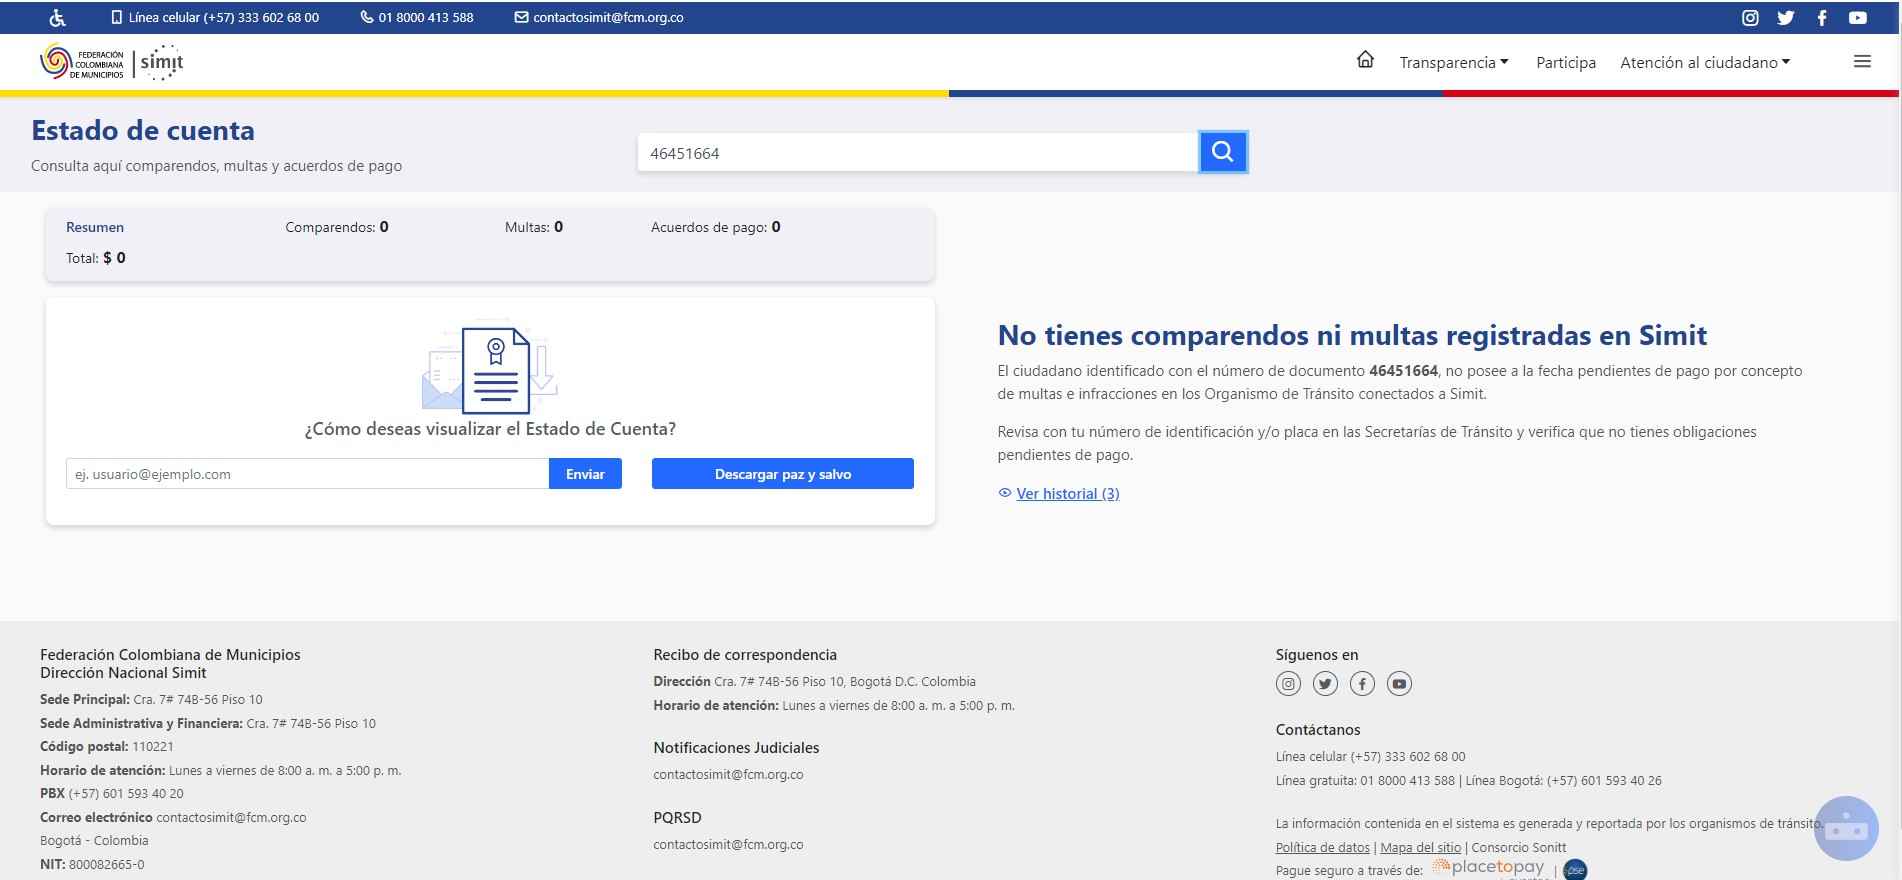 Línea celular (+57) 333 602 68 00
01 8000 413 588
contactosimit@fcm.org.co
FEDERACIÓN
COLOMBIANA
DE MUNICIPIOS
simit
Transparencia
Participa
Atención al ciudadano
Estado de cuenta
Consulta aquí comparendos, multas y acuerdos de pago
46451664
Resumen
Comparendos: 0
Multas: 0
Acuerdos de pago: 0
Total: $ 0
¿Cómo deseas visualizar el Estado de Cuenta?
ej. usuario@ejemplo.com
Enviar
Descargar paz y salvo
No tienes comparendos ni multas registradas en Simit
El ciudadano identificado con el número de documento 46451664, no posee a la fecha pendientes de pago por concepto
de multas e infracciones en los Organismo de Tránsito conectados a Simit.
Revisa con tu número de identificación y/o placa en las Secretarías de Tránsito y verifica que no tienes obligaciones
pendientes de pago.
Ver historial (3)
Federación Colombiana de Municipios
Dirección Nacional Simit
Sede Principal: Cra. 7# 74B-56 Piso 10
Sede Administrativa y Financiera: Cra. 7# 74B-56 Piso 10
Código postal: 110221
Horario de atención: Lunes a viernes de 8:00 a. m. a 5:00 p. m.
PBX (+57) 601 593 40 20
Correo electrónico contactosimit@fcm.org.co
Bogotá - Colombia
NIT: 800082665-0
Recibo de correspondencia
Dirección Cra. 7# 74B-56 Piso 10, Bogotá D.C. Colombia
Horario de atención: Lunes a viernes de 8:00 a. m. a 5:00 p. m.
Notificaciones Judiciales
contactosimit@fcm.org.co
PQRSD
contactosimit@fcm.org.co
Síguenos en
Contáctanos
Línea celular (+57) 333 602 68 00
Línea gratuita: 01 8000 413 588 | Línea Bogotá: (+57) 601 593 40 26
La información contenida en el sistema es generada y reportada por los organismos de tránsito.
Política de datos | Mapa del sitio | Consorcio Sonitt
Pague seguro a través de: placetopay | pse